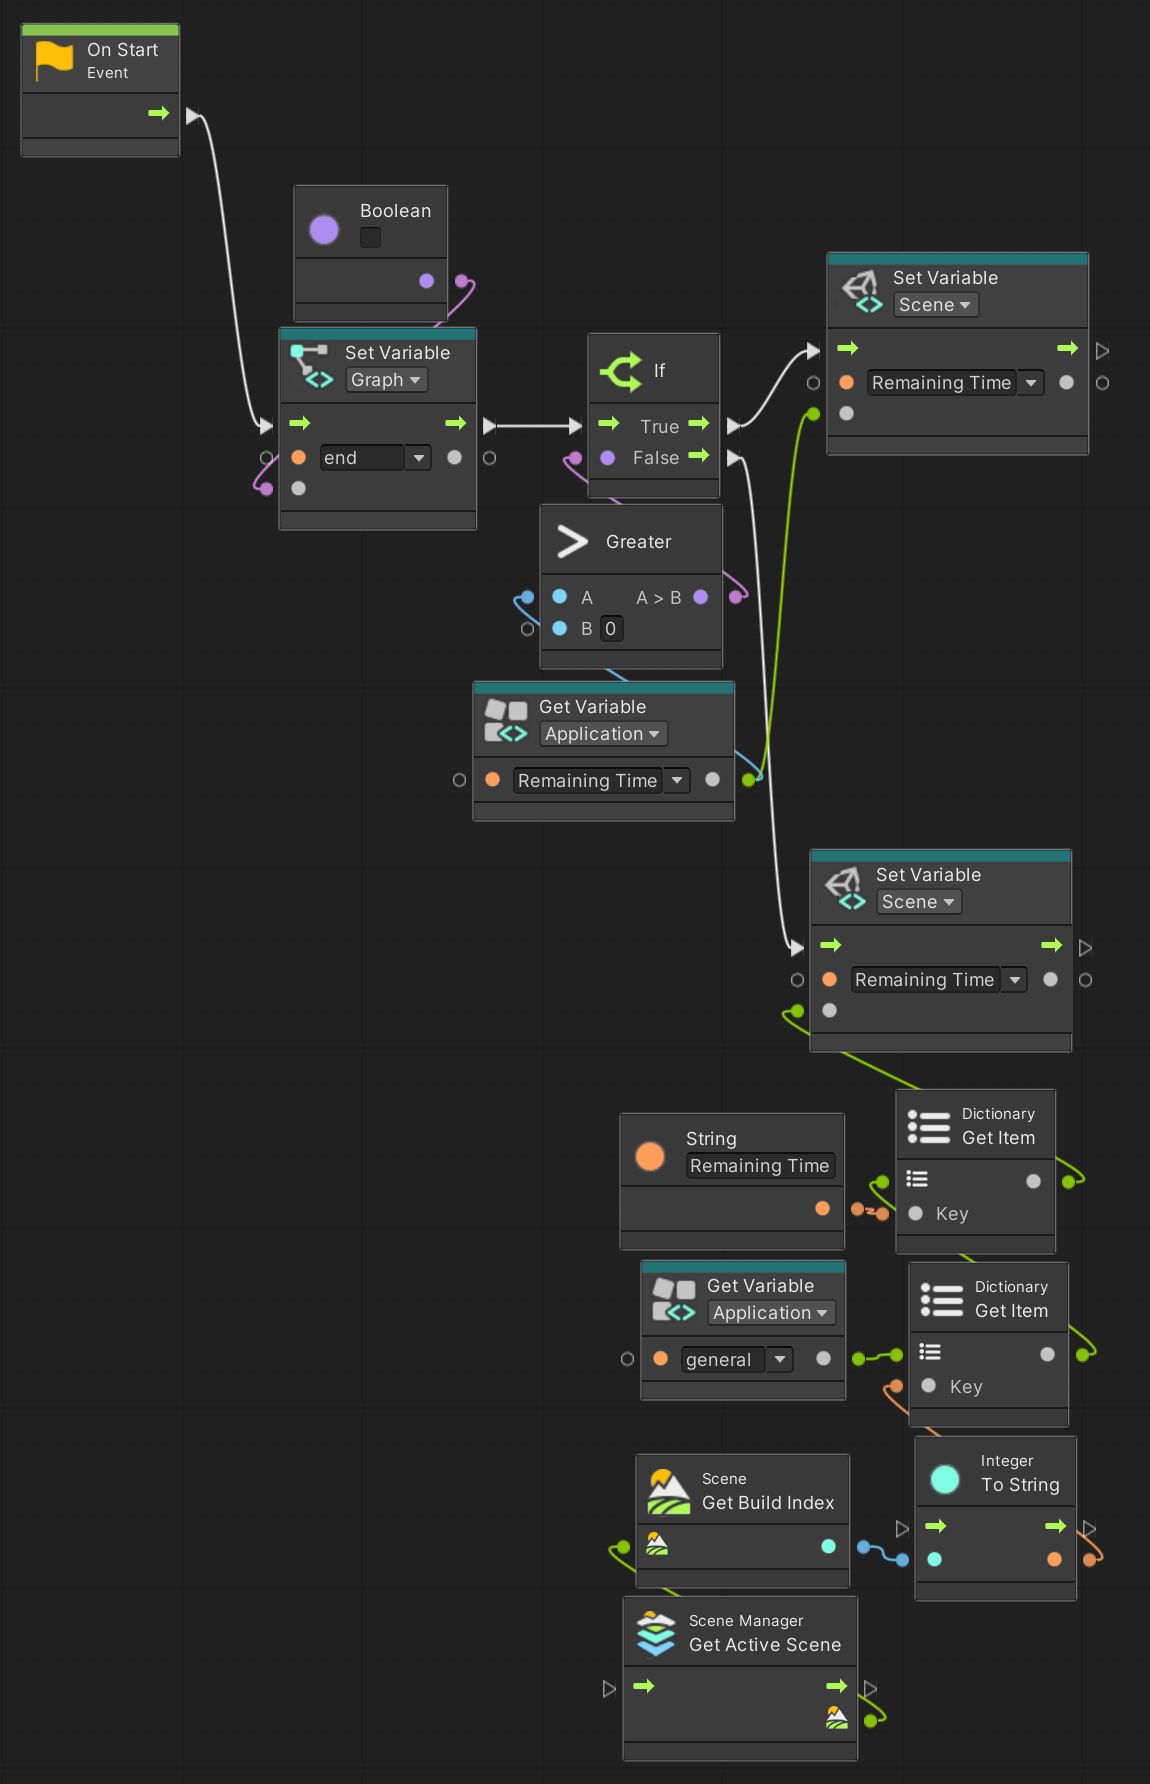 On Start
Event
Boolean
Set Variable
Graph
end
If
True
False
Set Variable
Scene
Remaining Time
Greater
A
A > B
B 0
Get Variable
Application
Remaining Time
Set Variable
Scene
Remaining Time
Dictionary
Get Item
Key
String
Remaining Time
Get Variable
Application
general
Dictionary
Get Item
Key
Integer
To String
Scene
Get Build Index
Scene Manager
Get Active Scene